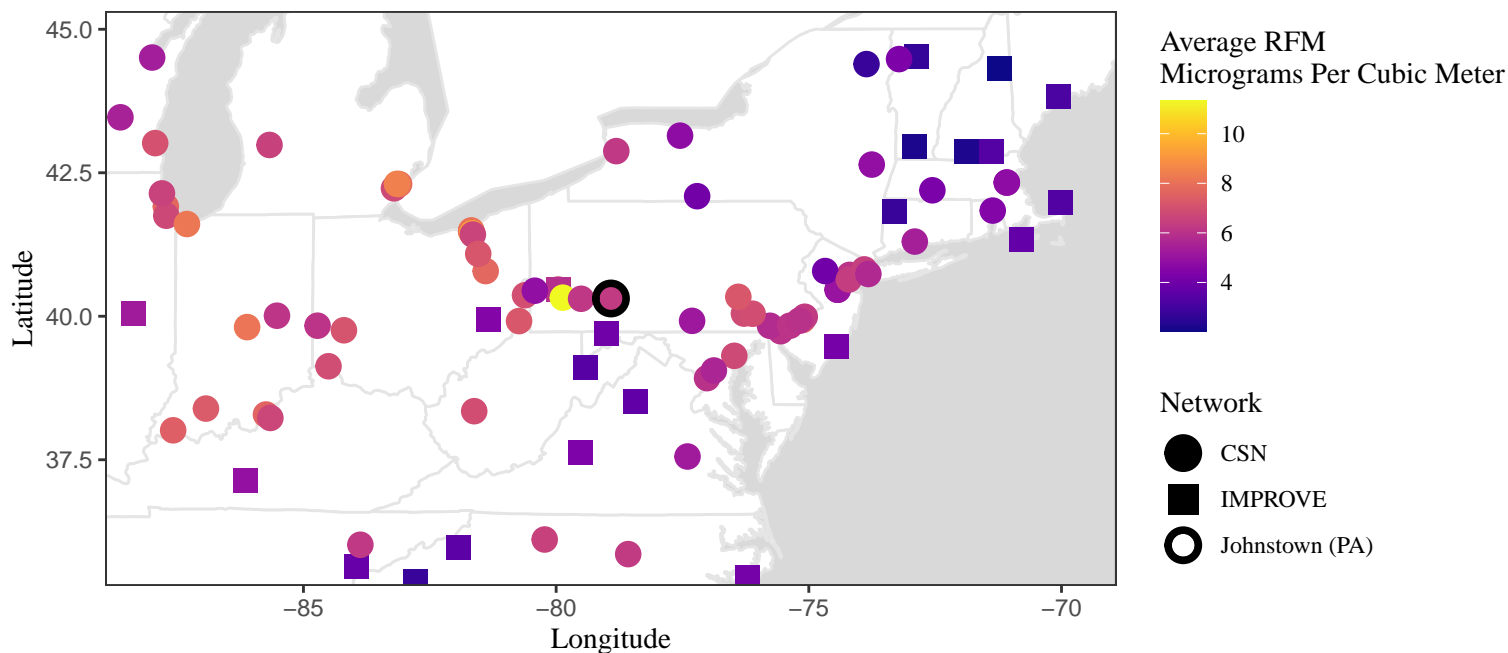 45.0
42.5
40.0
37.5
Latitude
−85
−80
−75
−70
Longitude
Average RFM
Micrograms Per Cubic Meter
10
8
6
4
Network
CSN
IMPROVE
Johnstown (PA)